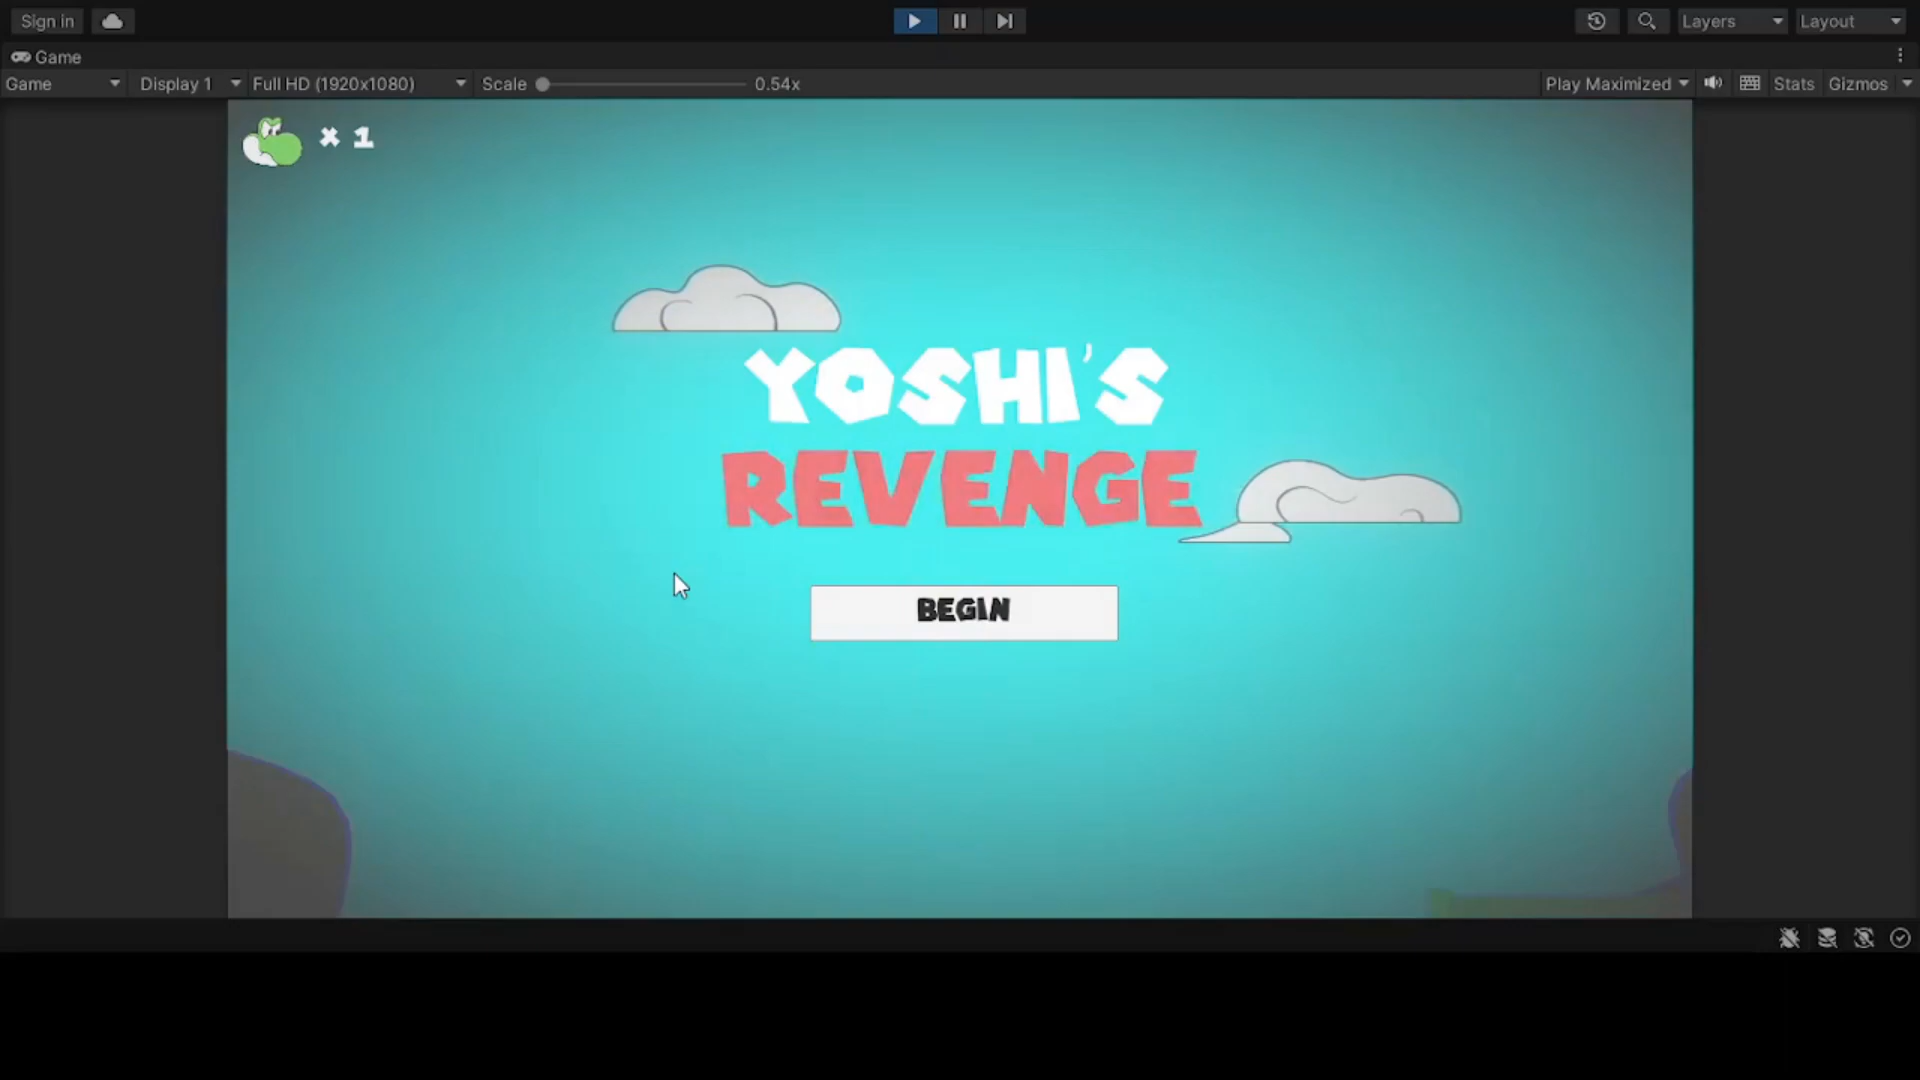 Sign in
Layers
Layout
Game
Game
Display 1
Full HD (1920x1080)
Scale
0.54x
Play Maximized
Stats
Gizmos
× 1
YOSHI'S
REVENGE
BEGIN